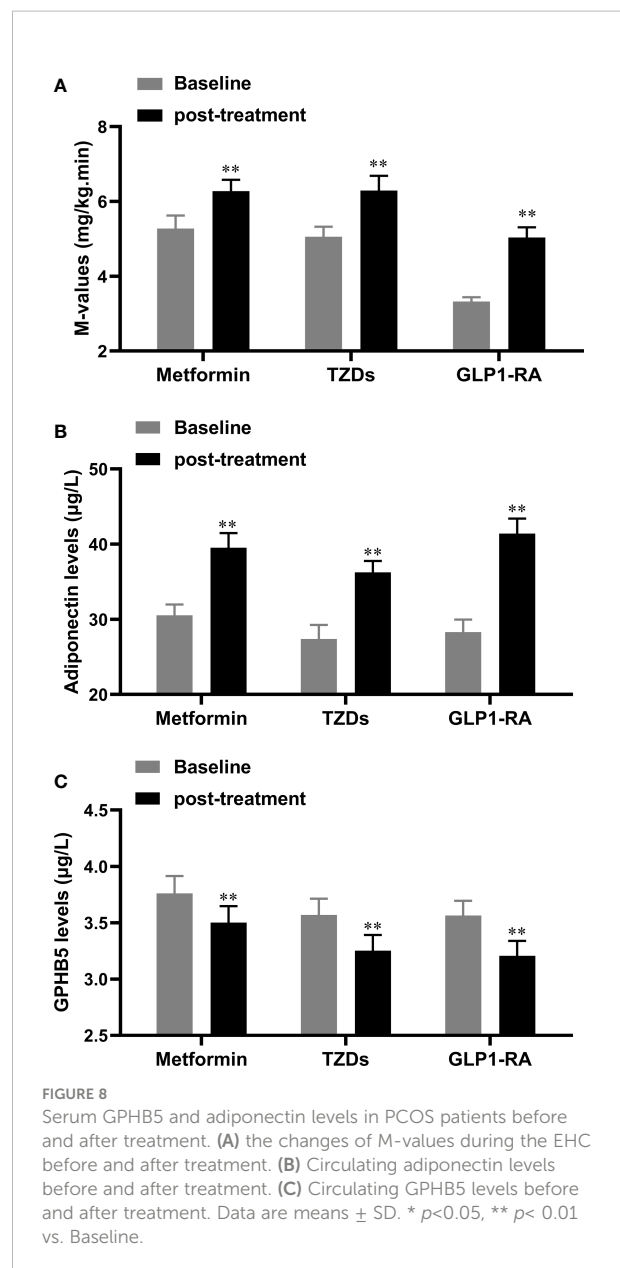 A
Baseline
post-treatment
M-values (mg/kg.min)
8
6
4
2
**
**
**
Metformin TZDs GLP1-RA
B
Baseline
post-treatment
Adiponectin levels (μg/L)
50
40
30
20
**
**
**
Metformin TZDs GLP1-RA
C
Baseline
post-treatment
GPHB5 levels (μg/L)
4.5
4.0
3.5
3.0
2.5
**
**
**
Metformin TZDs GLP1-RA
FIGURE 8
Serum GPHB5 and adiponectin levels in PCOS patients before
and after treatment. (A) the changes of M-values during the EHC
before and after treatment. (B) Circulating adiponectin levels
before and after treatment. (C) Circulating GPHB5 levels before
and after treatment. Data are means ± SD. * p<0.05, ** p< 0.01
vs. Baseline.